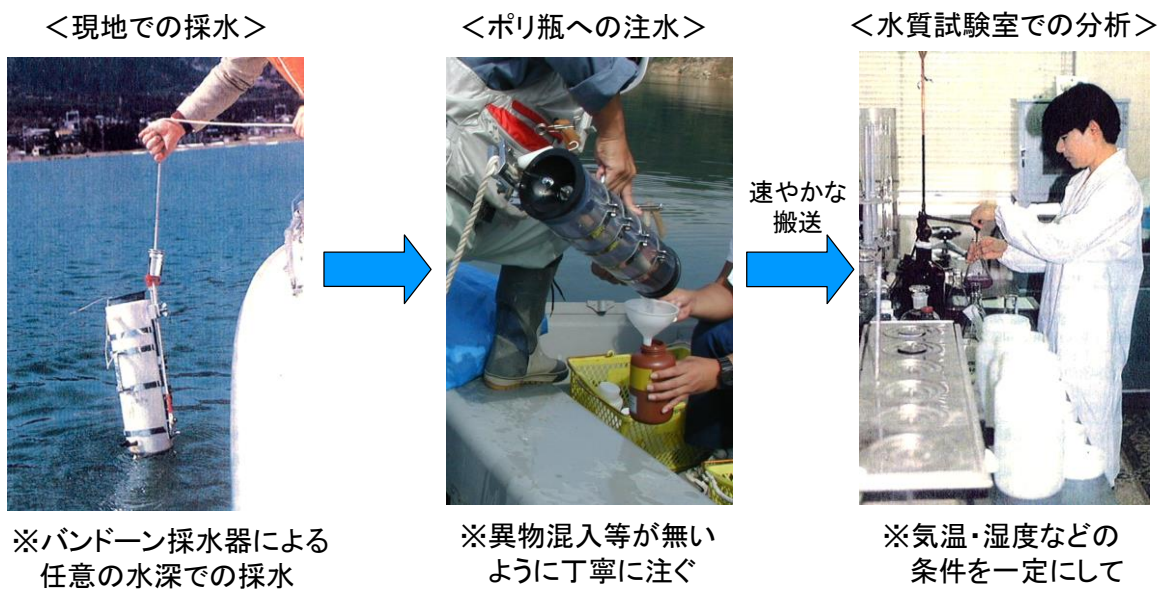 ＜現地での採水＞
＜ポリ瓶への注水＞
＜水質試験室での分析＞
速やかな
搬送
※バンドーン採水器による
任意の水深での採水
※異物混入等が無い
ように丁寧に注ぐ
※気温・湿度などの
条件を一定にして